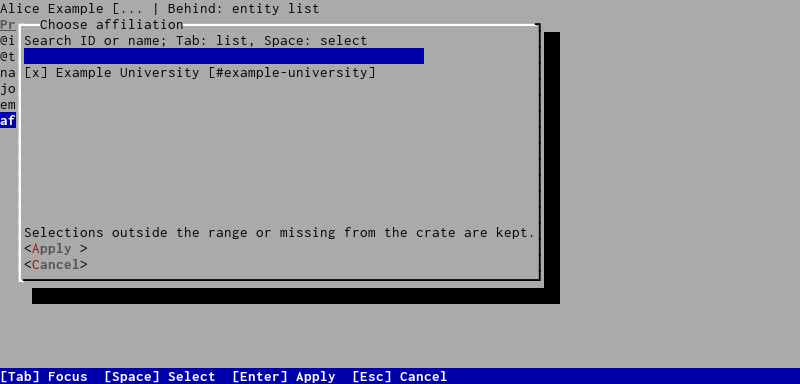 Alice Example [... | Behind: entity list
Pr
Choose affiliation
@i
Search ID or name; Tab: list, Space: select
@t
na
[x] Example University [#example-university]
jo
em
af
Selections outside the range or missing from the crate are kept.
<Apply >
<Cancel>
[Tab] Focus  [Space] Select  [Enter] Apply  [Esc] Cancel